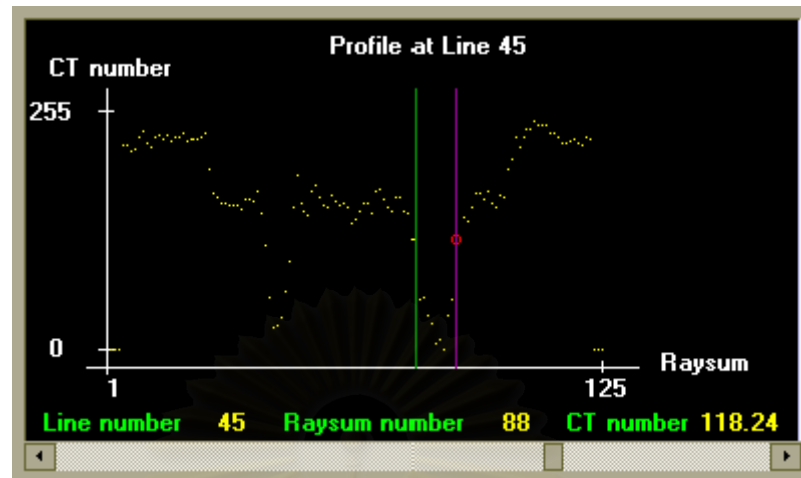 Profile at Line 45
CT number
255
0
Raysum
1 125
Line number 45 Raysum number 88 CT number 118.24